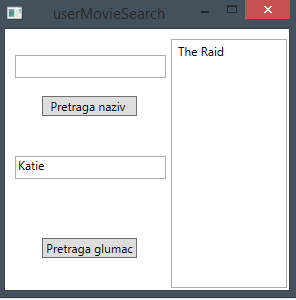 userMovieSearch
The Raid
Pretraga naziv
Katie
Pretraga glumac